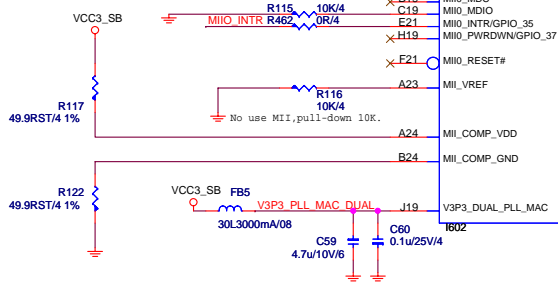 MII0_MDC
R115 10K/4 C19 MII0_MDIO
MIIO_INTR R462 0R/4 E21 MII0_INTR/GPIO_35
H19 MII0_PWRDWN/GPIO_37
F21 MII0_RESET#
A23 MII_VREF
R116
10K/4
No use MII,pull-down 10K.
VCC3_SB
R117
49.9RST/4 1%
A24 MII_COMP_VDD
B24 MII_COMP_GND
R122
49.9RST/4 1%
VCC3_SB
FB5
30L3000mA/08
V3P3_PLL_MAC_DUAL
J19 V3P3_DUAL_PLL_MAC
I602
C59
4.7u/10V/6
C60
0.1u/25V/4